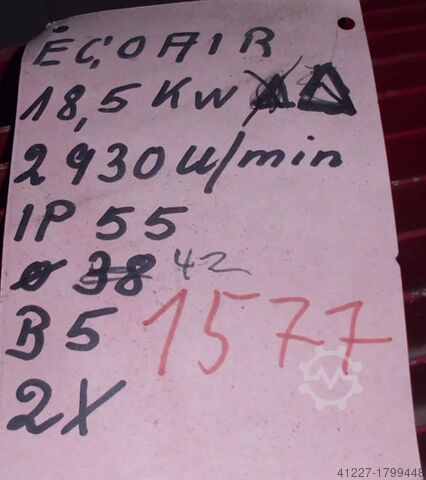 ECOAIR
18,5 KW Δ
2930 U/min
IP 55
ø 38 42
B5 1577
2X
41227-1799448